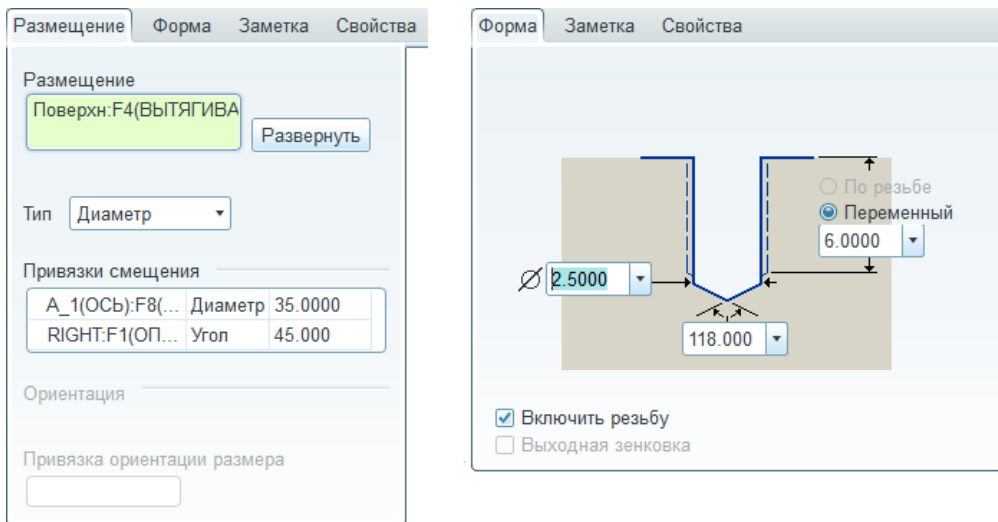 Размещение Форма Заметка Свойства
Размещение
Поверхн:F4(ВЫТЯГИВА
Развернуть
Тип Диаметр
Привязки смещения
A_1(ОСЬ):F8(... Диаметр 35.0000
RIGHT:F1(ОП... Угол 45.000
Ориентация
Привязка ориентации размера
Форма Заметка Свойства
По резьбе
Переменный
6.0000
Ø 2.5000
118.000
Включить резьбу
Выходная зенковка